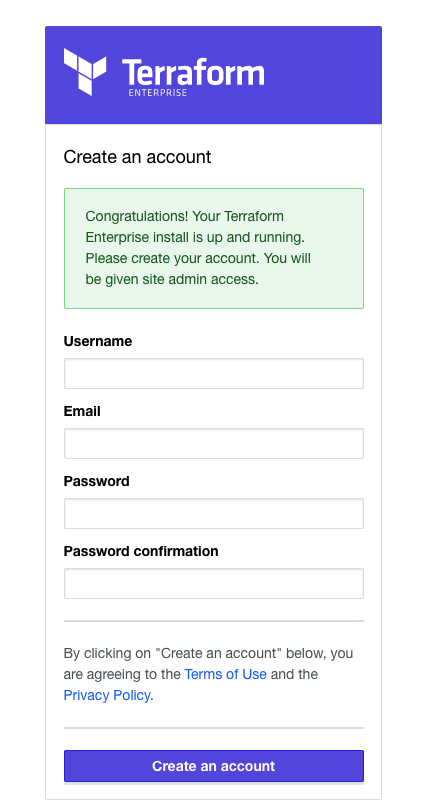 Terraform
ENTERPRISE
Create an account
Congratulations! Your Terraform
Enterprise install is up and running.
Please create your account. You will
be given site admin access.
Username
Email
Password
Password confirmation
By clicking on "Create an account" below, you
are agreeing to the Terms of Use and the
Privacy Policy.
Create an account